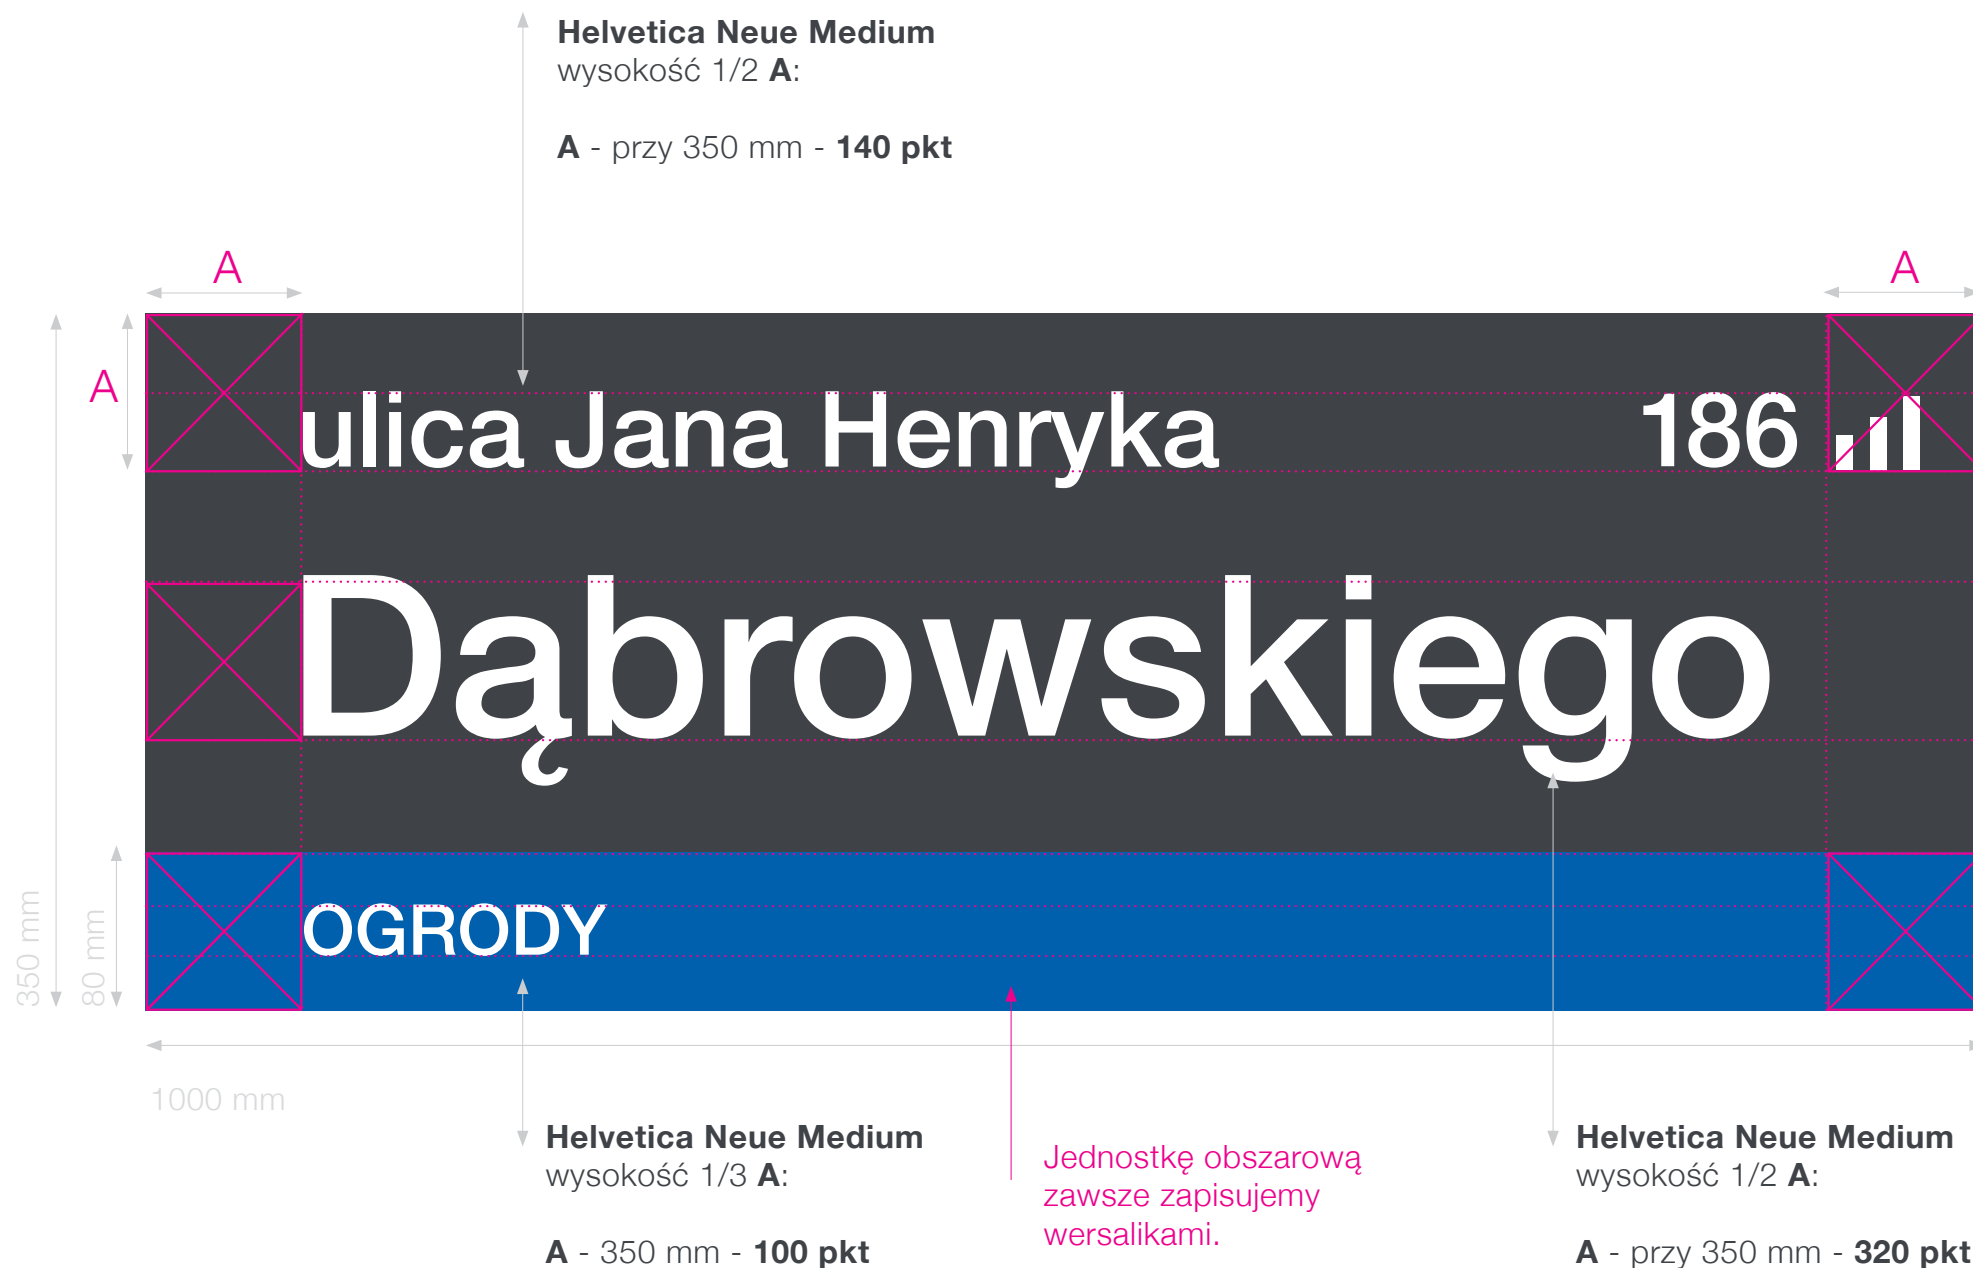 Helvetica Neue Medium
wysokość 1/2 A:
A - przy 350 mm - 140 pkt
A
A
A
ulica Jana Henryka 186
Dąbrowskiego
OGRODY
350 mm
80 mm
1000 mm
Helvetica Neue Medium
wysokość 1/3 A:
A - 350 mm - 100 pkt
Jednostkę obszarową
zawsze zapisujemy
wersalikami.
Helvetica Neue Medium
wysokość 1/2 A:
A - przy 350 mm - 320 pkt